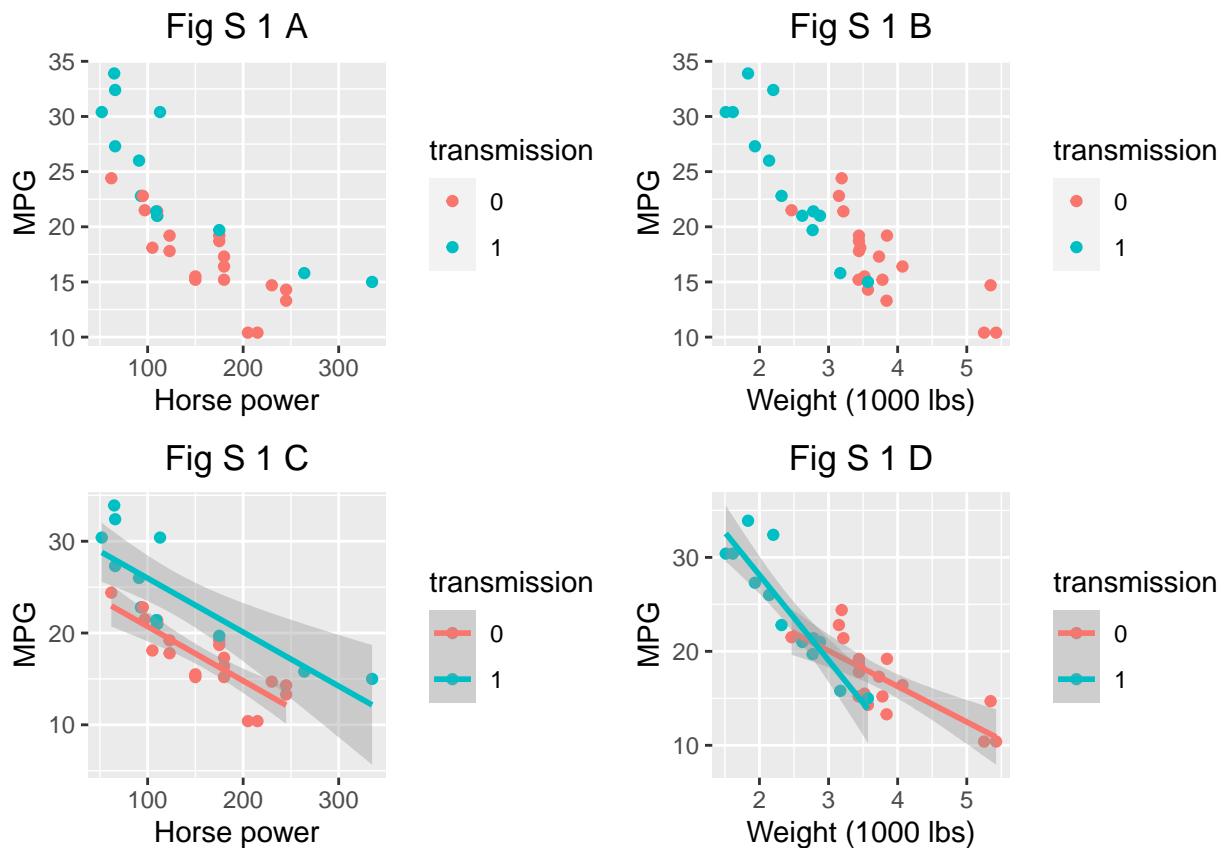 Fig S 1 A
35
30
25
20
15
10
MPG
100 200 300
Horse power
transmission
0
1
Fig S 1 B
35
30
25
20
15
10
MPG
2 3 4 5
Weight (1000 lbs)
transmission
0
1
Fig S 1 C
30
20
10
MPG
100 200 300
Horse power
transmission
0
1
Fig S 1 D
30
20
10
MPG
2 3 4 5
Weight (1000 lbs)
transmission
0
1